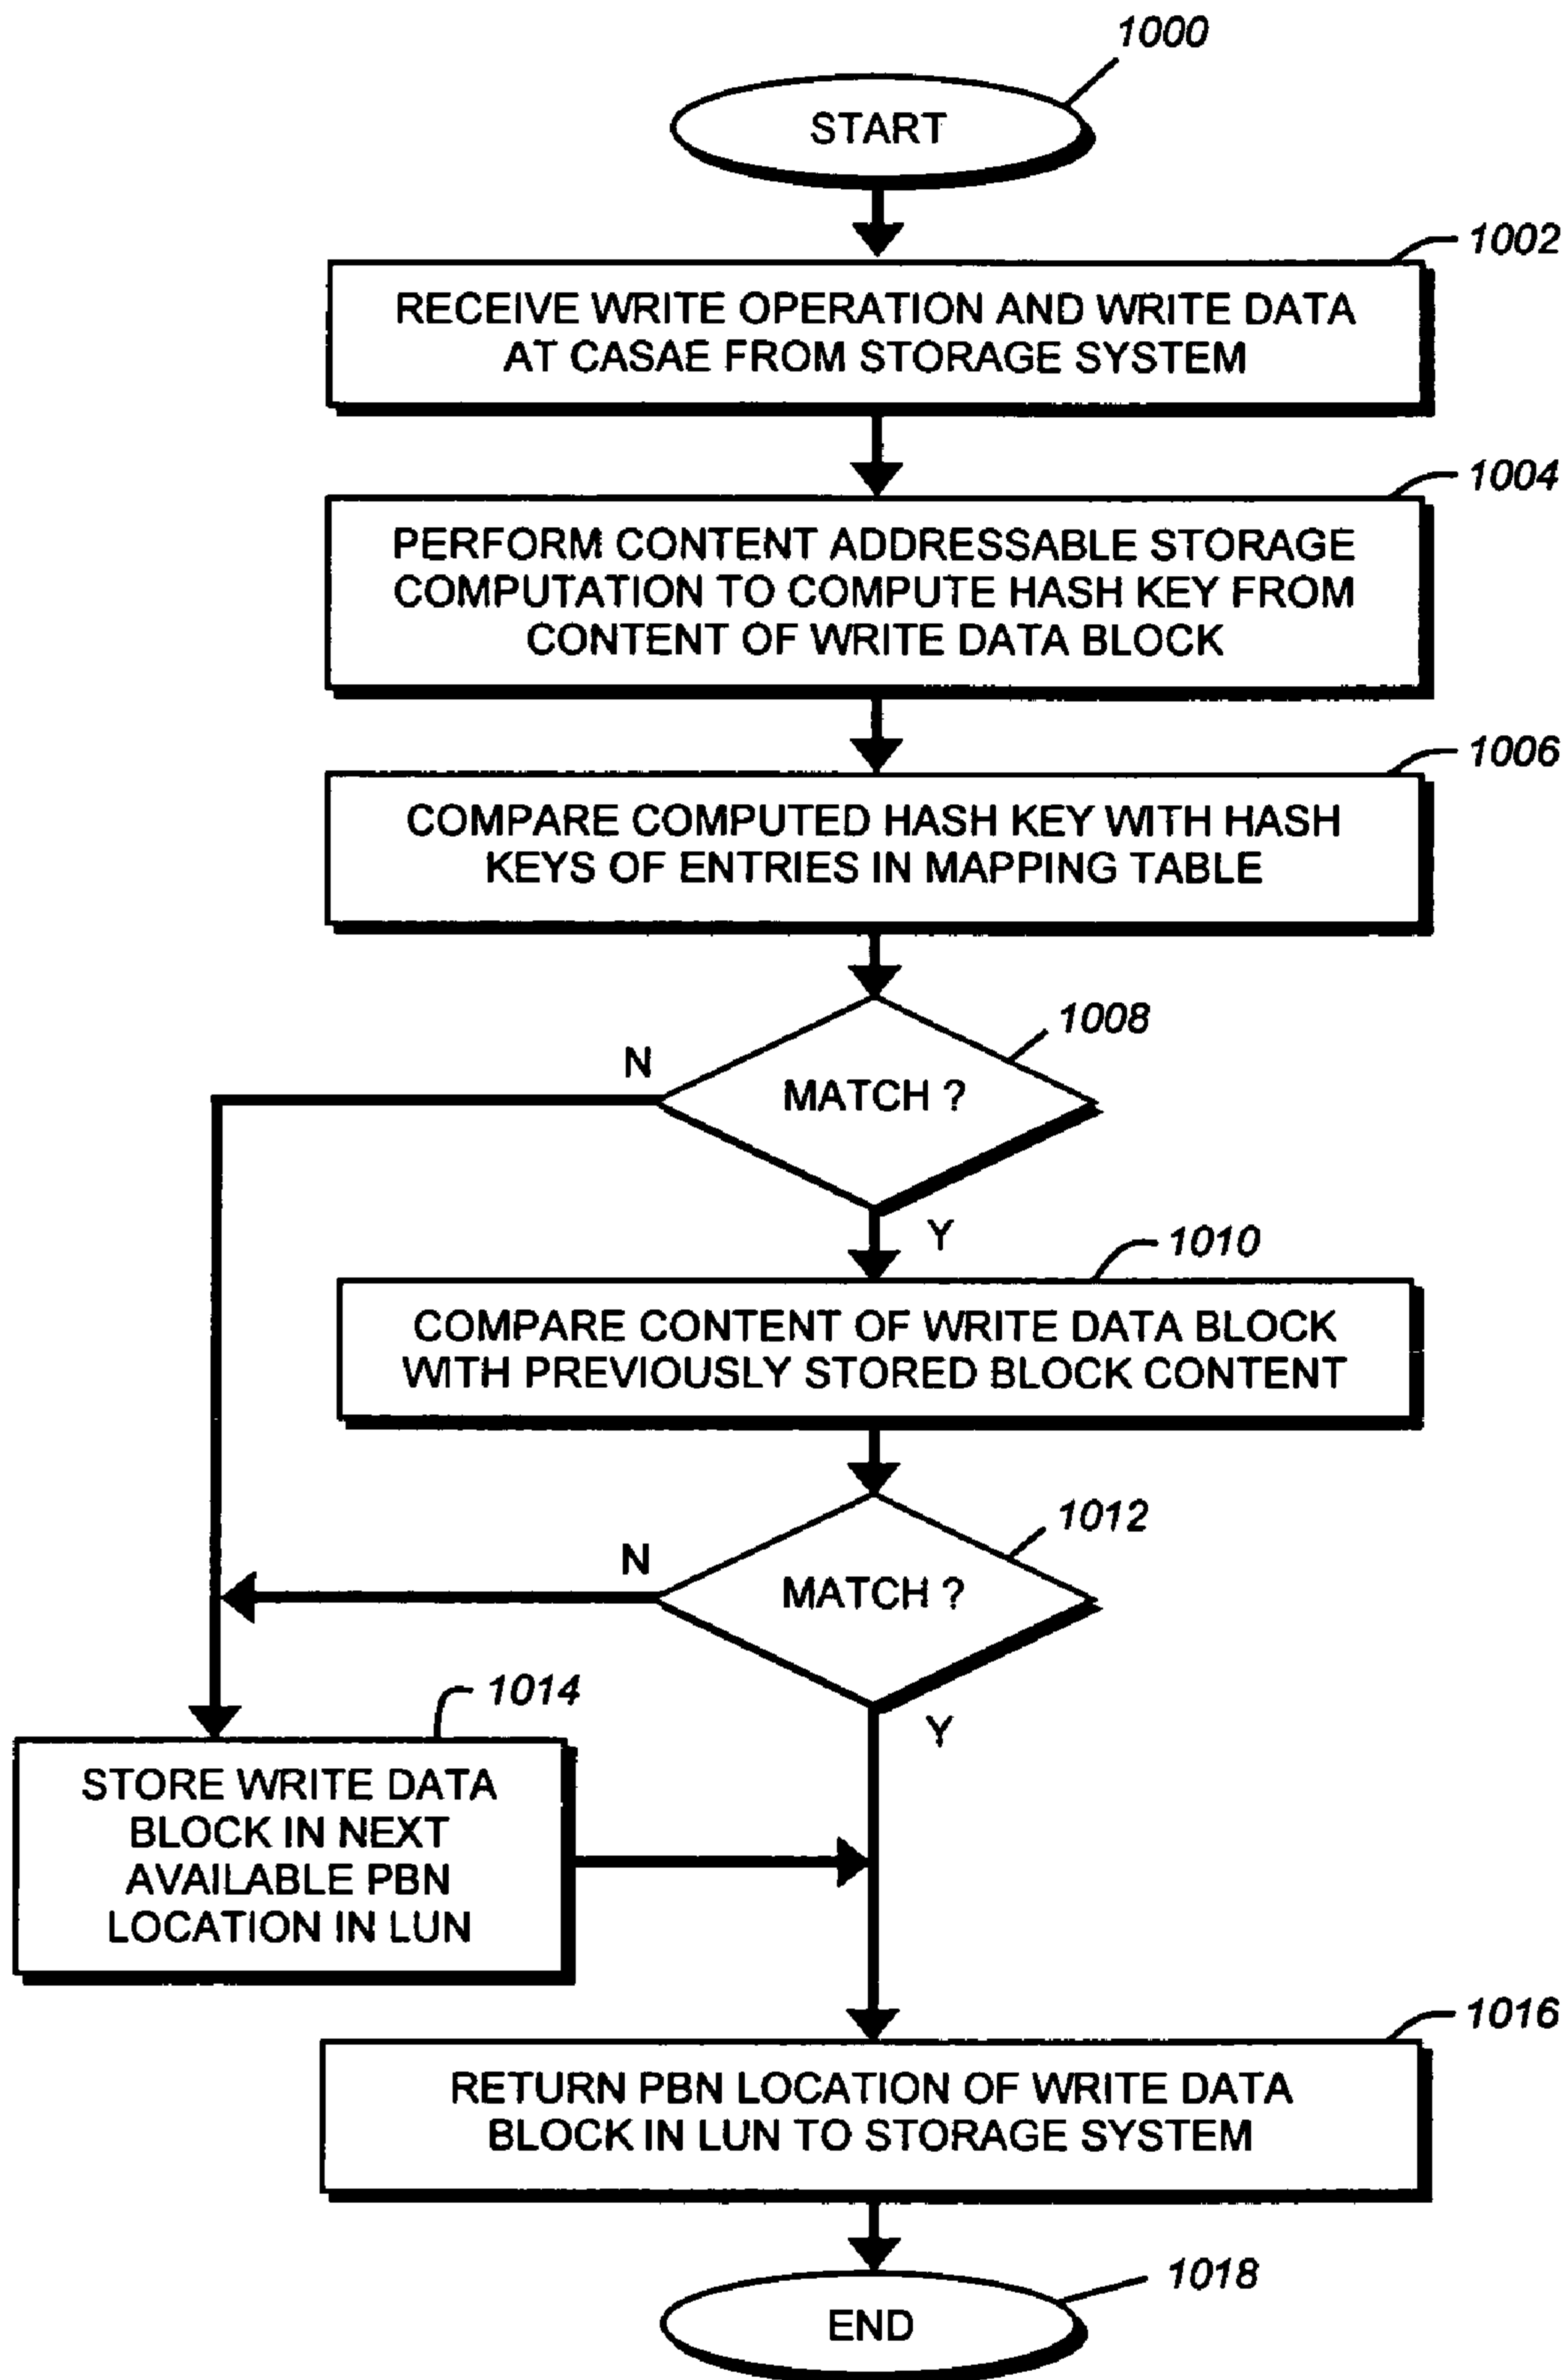 1000
START
1002
RECEIVE WRITE OPERATION AND WRITE DATA
AT CASAE FROM STORAGE SYSTEM
1004
PERFORM CONTENT ADDRESSABLE STORAGE
COMPUTATION TO COMPUTE HASH KEY FROM
CONTENT OF WRITE DATA BLOCK
1006
COMPARE COMPUTED HASH KEY WITH HASH
KEYS OF ENTRIES IN MAPPING TABLE
1008
N
MATCH ?
Y
1010
COMPARE CONTENT OF WRITE DATA BLOCK
WITH PREVIOUSLY STORED BLOCK CONTENT
1012
N
MATCH ?
Y
1014
STORE WRITE DATA
BLOCK IN NEXT
AVAILABLE PBN
LOCATION IN LUN
1016
RETURN PBN LOCATION OF WRITE DATA
BLOCK IN LUN TO STORAGE SYSTEM
1018
END